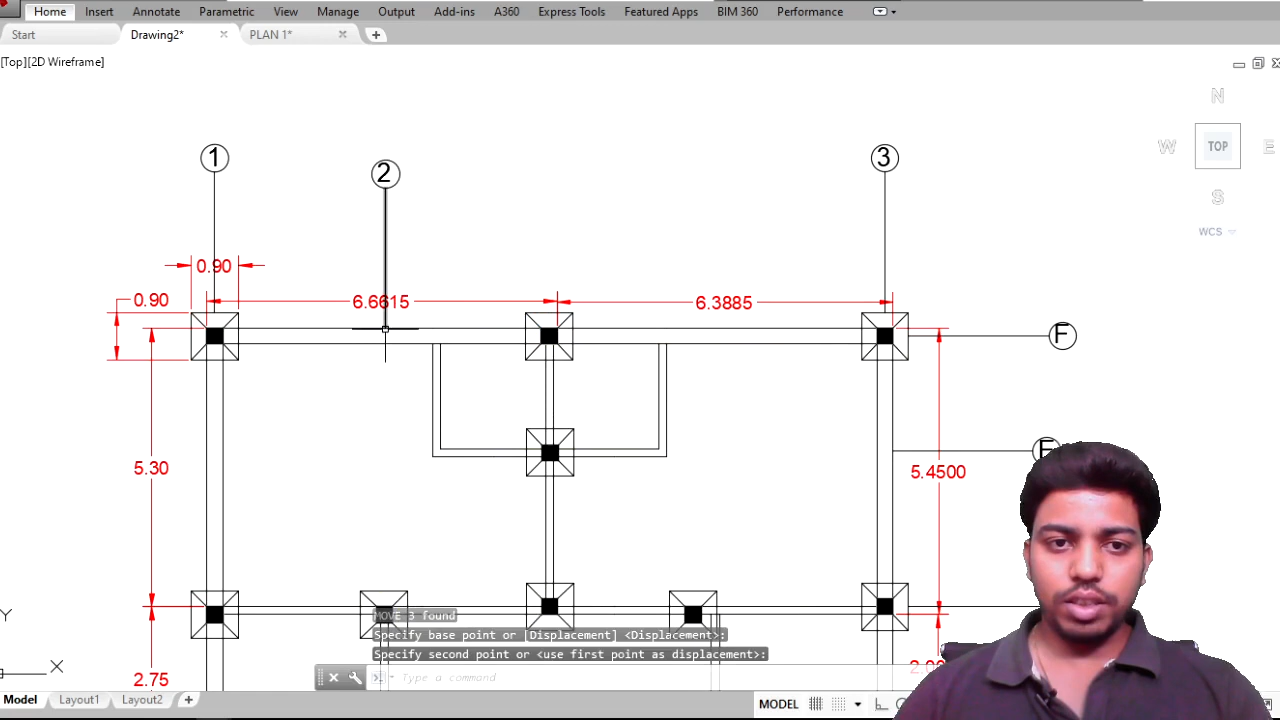 Home Insert Annotate Parametric View Manage Output Add-ins A360 Express Tools Featured Apps BIM 360 Performance
Start Drawing2* PLAN 1*
[Top][2D Wireframe]
N
W TOP E
S
WCS
1 2 3
0.90
0.90 6.6615 6.3885
F
5.30 5.4500
Y
MOVE 3 found
Specify base point or [Displacement] <Displacement>:
Specify second point or <use first point as displacement>:
X
2.75
Type a command
Model Layout1 Layout2
MODEL